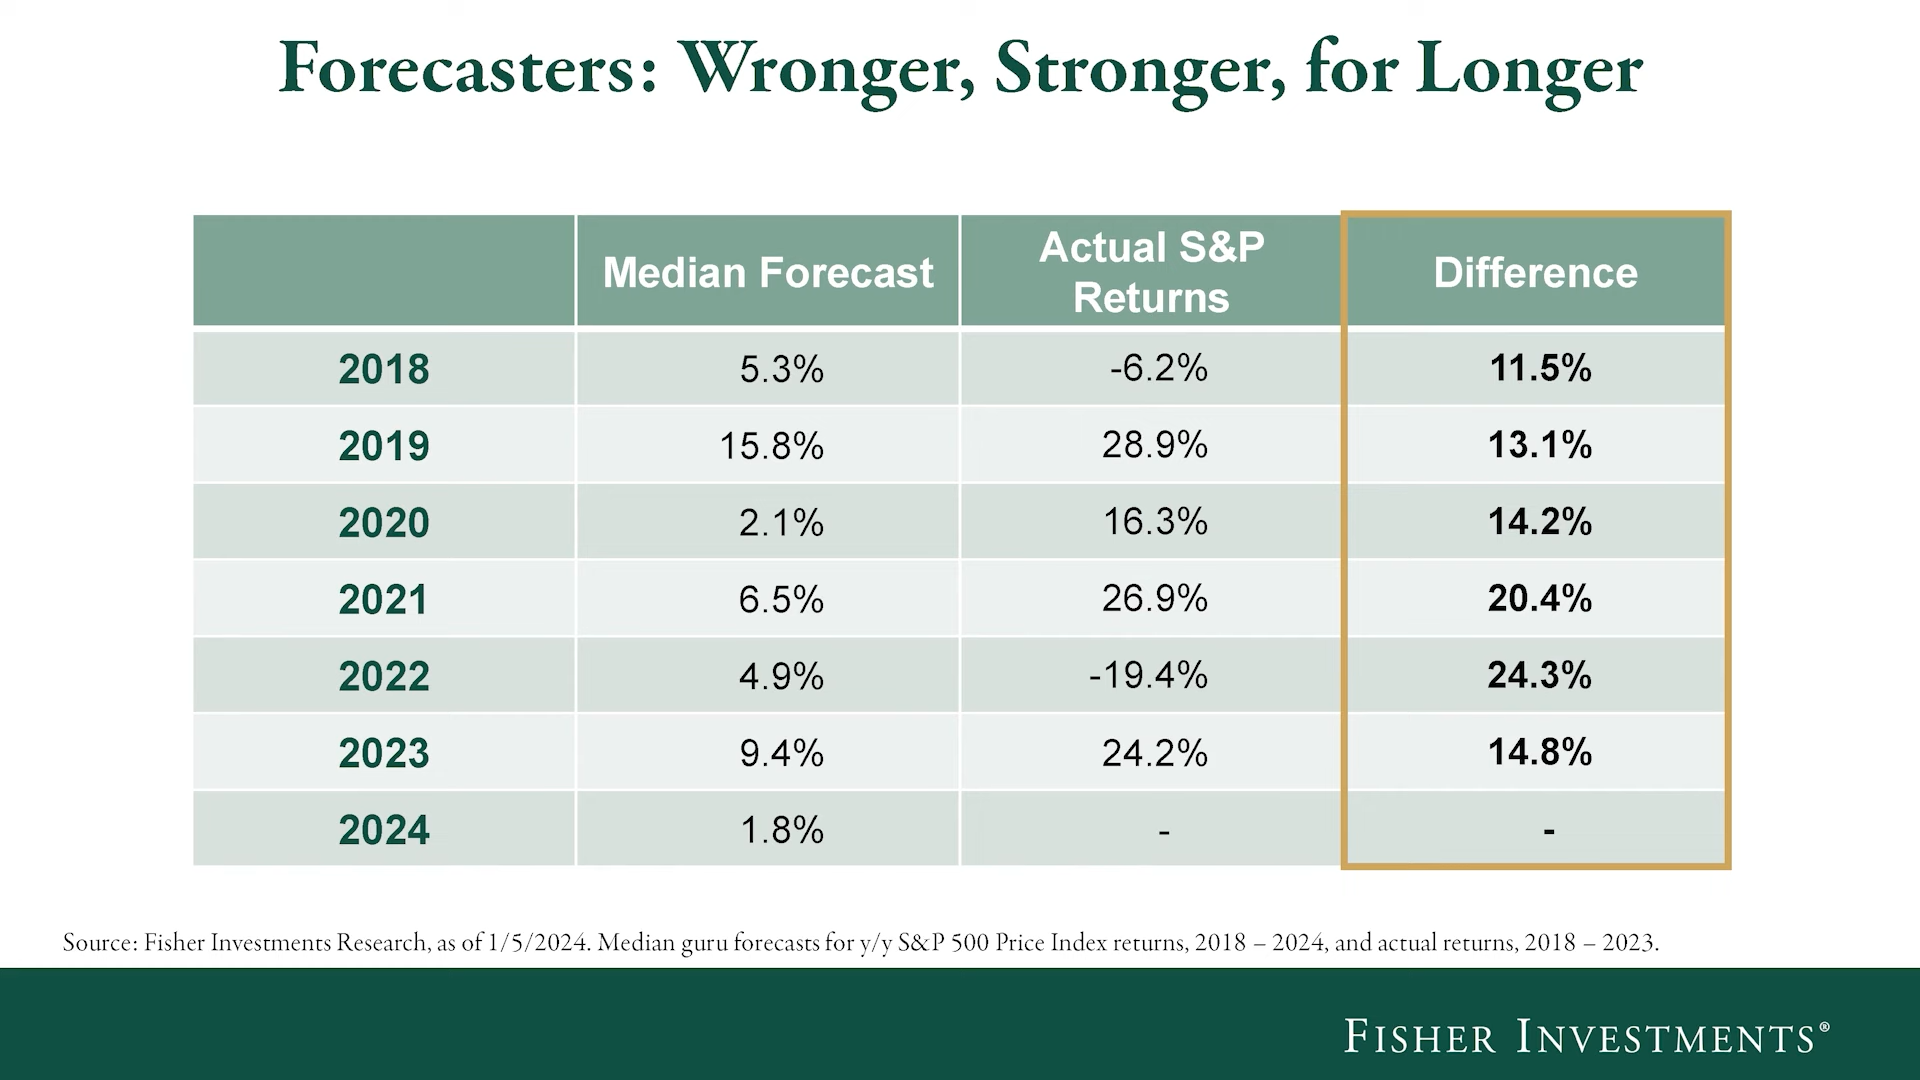 Forecasters: Wronger, Stronger, for Longer
Median Forecast
Actual S&P
Returns
Difference
2018 5.3% -6.2% 11.5%
2019 15.8% 28.9% 13.1%
2020 2.1% 16.3% 14.2%
2021 6.5% 26.9% 20.4%
2022 4.9% -19.4% 24.3%
2023 9.4% 24.2% 14.8%
2024 1.8% - -
Source: Fisher Investments Research, as of 1/5/2024. Median guru forecasts for y/y S&P 500 Price Index returns, 2018 – 2024, and actual returns, 2018 – 2023.
FISHER INVESTMENTS®